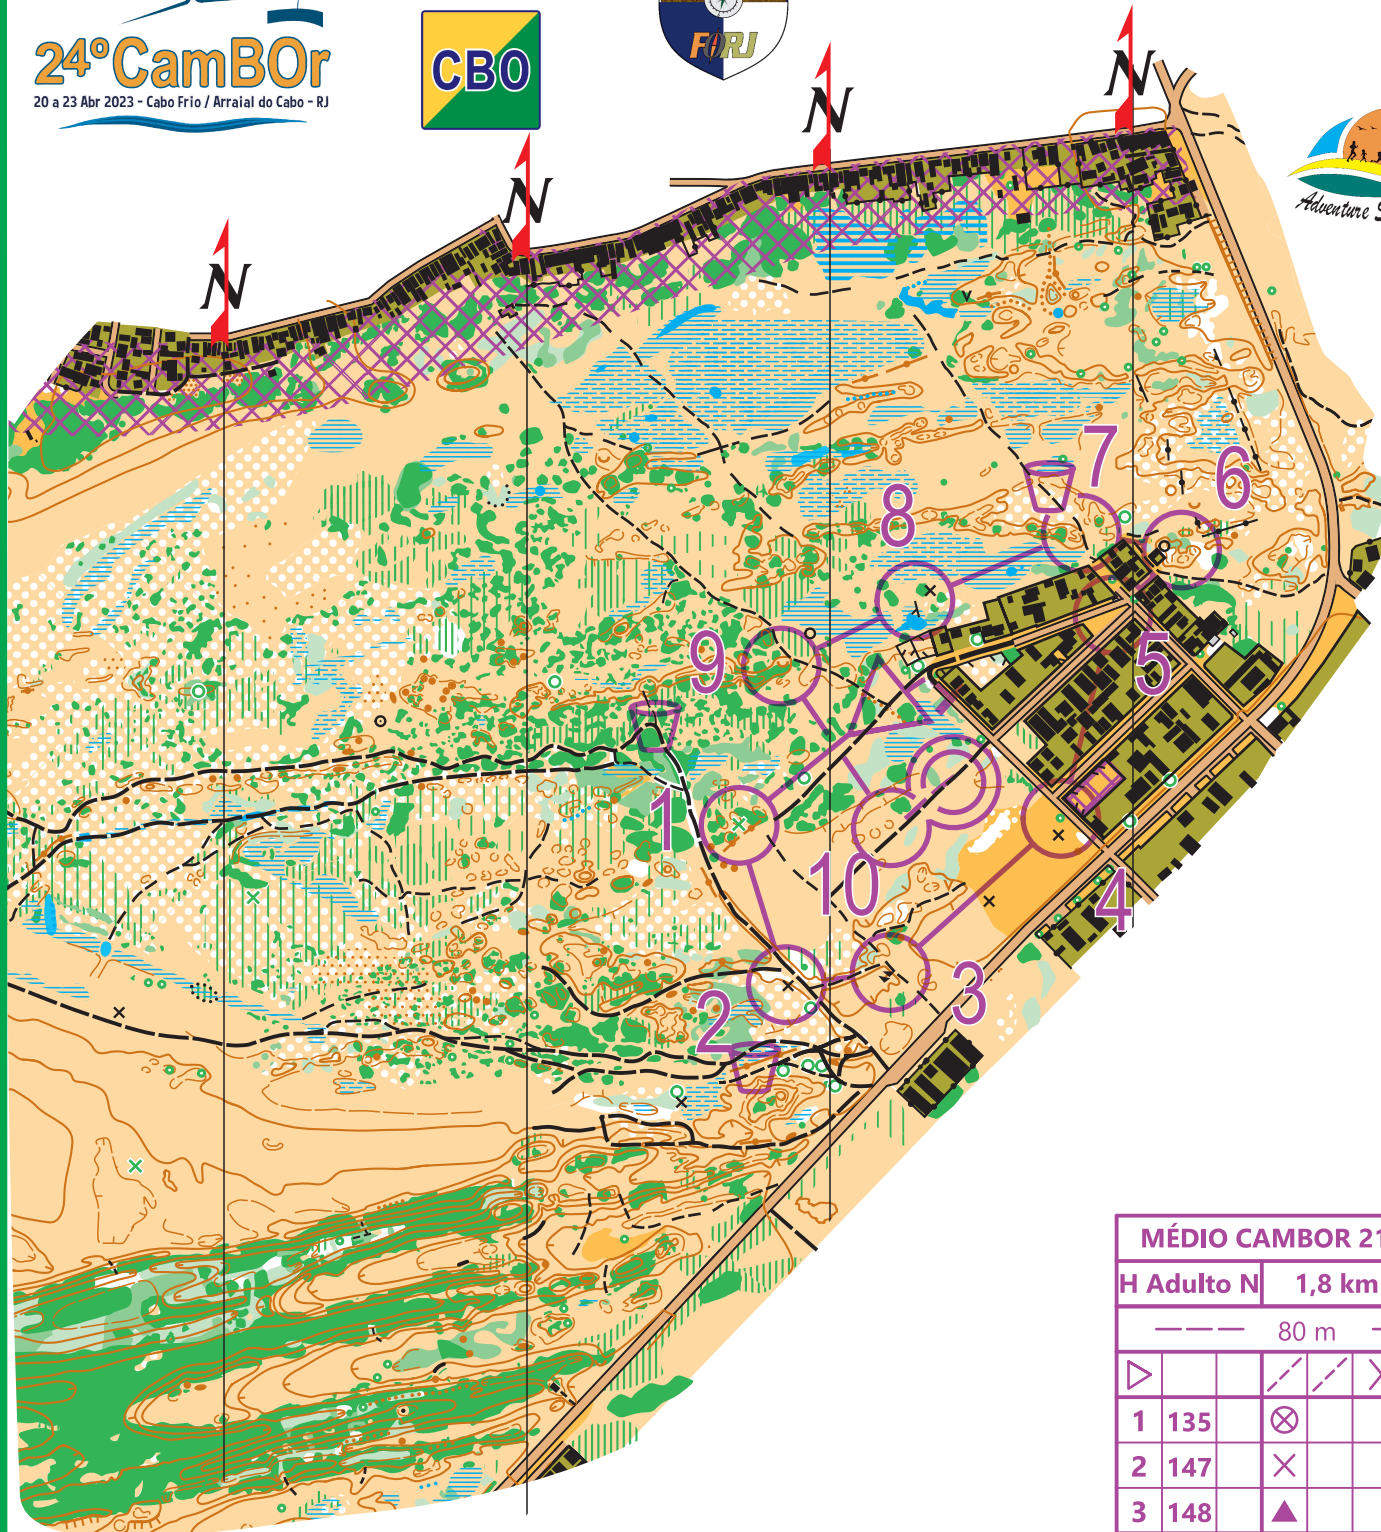 24ºCamBOr
20 a 23 Abr 2023 - Cabo Frio / Arraial do Cabo - RJ
CBO
FORJ
N
N
N
N
Adventure S
7
6
8
9
5
1
10
4
2
3
MÉDIO CAMBOR 21
H Adulto N 1,8 km
80 m
1 135
2 147
3 148